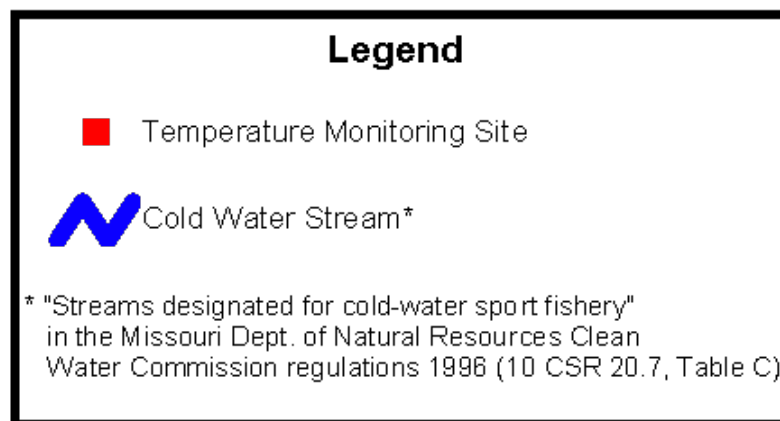 Legend
Temperature Monitoring Site
Cold Water Stream*
* "Streams designated for cold-water sport fishery"
in the Missouri Dept. of Natural Resources Clean
Water Commission regulations 1996 (10 CSR 20.7, Table C)